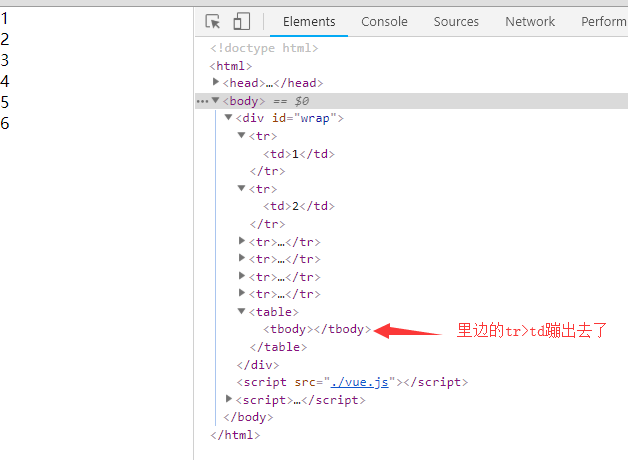 1
2
3
4
5
6
Elements Console Sources Network Perform
<!doctype html>
<html>
<head>…</head>
<body> == $0
<div id="wrap">
<tr>
<td>1</td>
</tr>
<tr>
<td>2</td>
</tr>
<tr>…</tr>
<tr>…</tr>
<tr>…</tr>
<tr>…</tr>
<table>
<tbody></tbody> 里边的tr>td蹦出去了
</table>
</div>
<script src="./vue.js"></script>
<script>…</script>
</body>
</html>